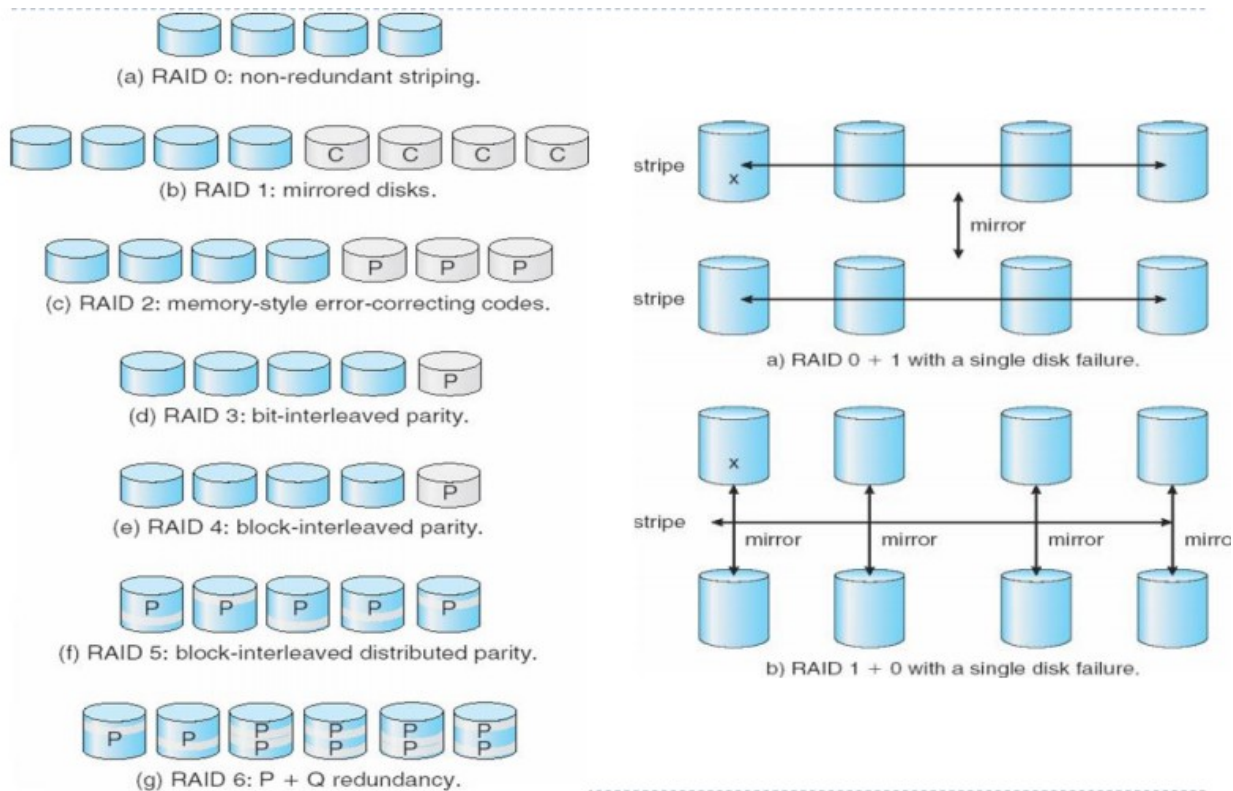 (a) RAID 0: non-redundant striping.
C C C C
(b) RAID 1: mirrored disks.
P P P
(c) RAID 2: memory-style error-correcting codes.
P
(d) RAID 3: bit-interleaved parity.
P
(e) RAID 4: block-interleaved parity.
P P P P P
(f) RAID 5: block-interleaved distributed parity.
P P P P P P
P P P P
(g) RAID 6: P + Q redundancy.
stripe
x
mirror
stripe
a) RAID 0 + 1 with a single disk failure.
x
stripe
mirror mirror mirror mirro
b) RAID 1 + 0 with a single disk failure.